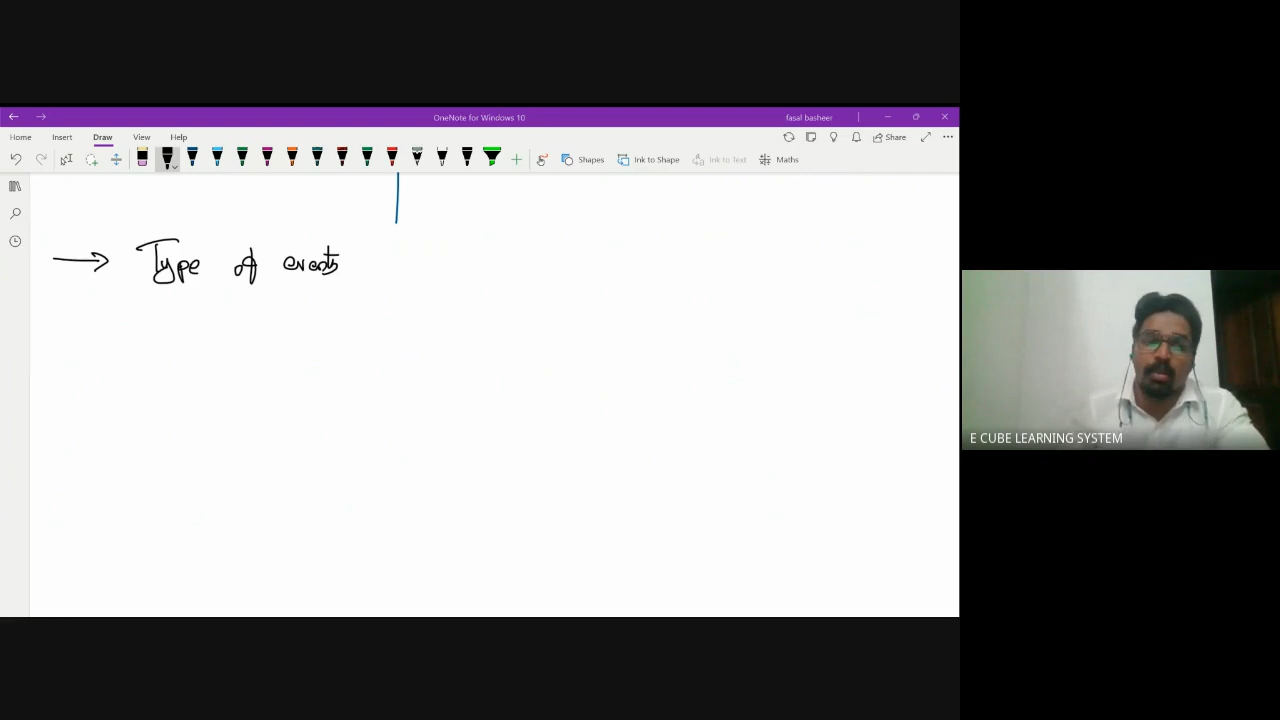 OneNote for Windows 10
fasal basheer
Home Insert Draw View Help
Share
Shapes Ink to Shape Ink to Text Maths
→ Type of events
E CUBE LEARNING SYSTEM